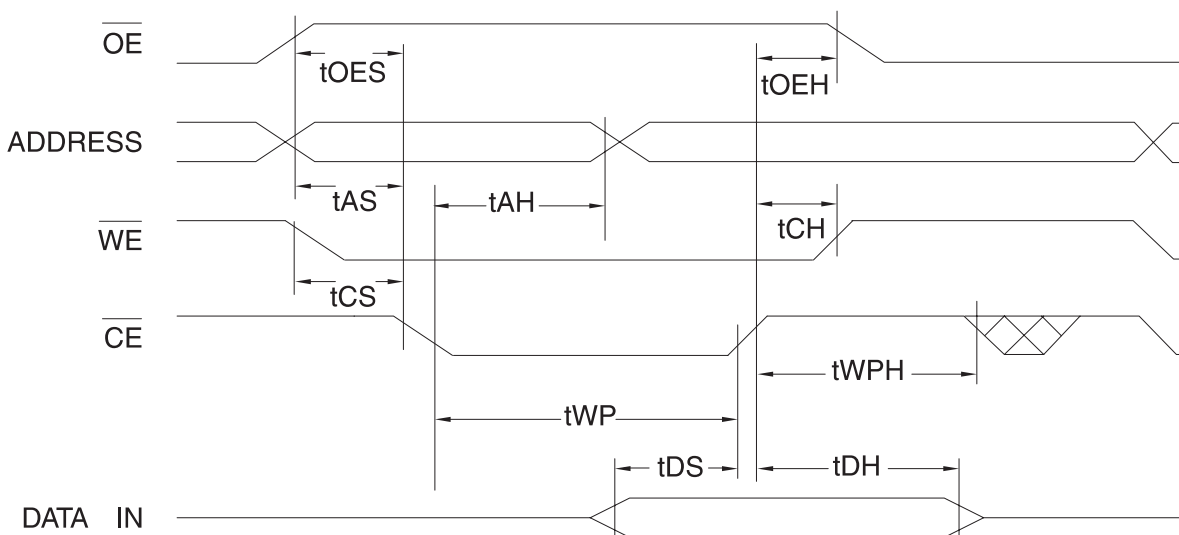 OE
tOES
tOEH
ADDRESS
tAS
tAH
tCH
WE
tCS
CE
tWPH
tWP
tDS
tDH
DATA IN